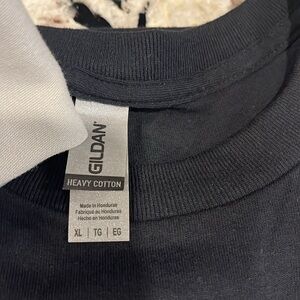 GILDAN
HEAVY COTTON
Made in Honduras
Fabriqué au Honduras
Hecho en Honduras
XL | TG | EG